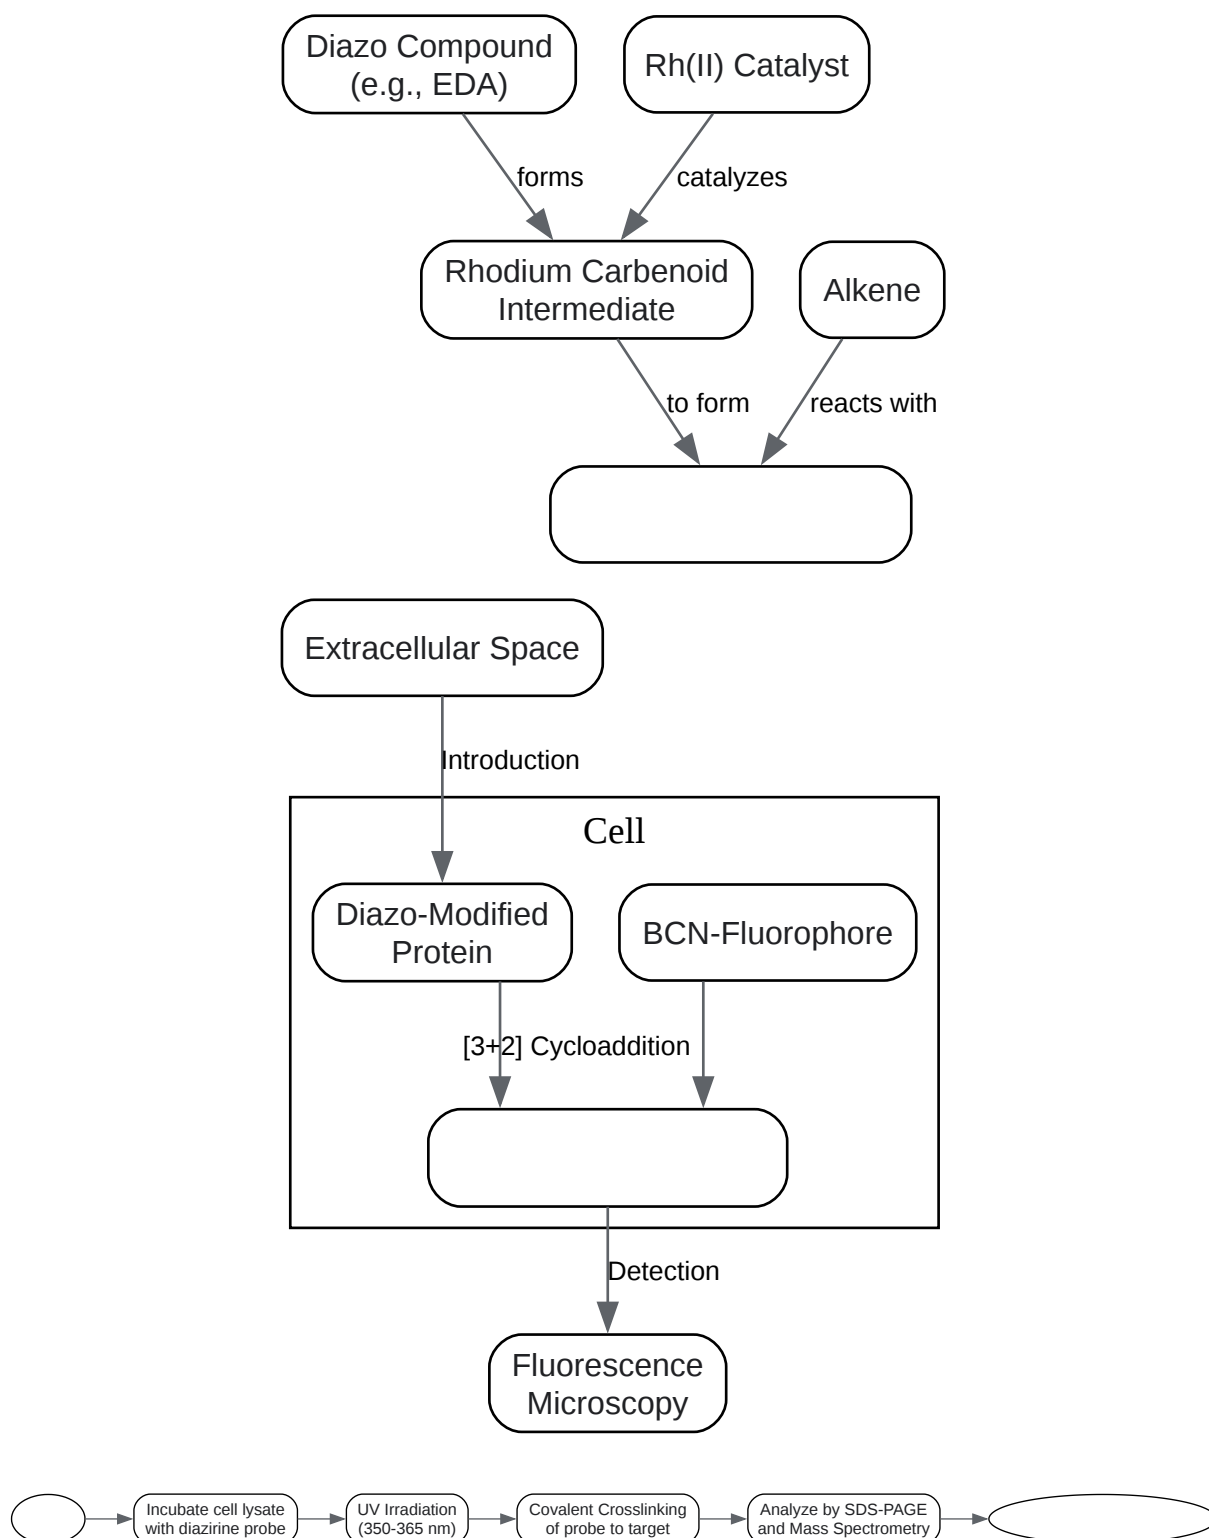 Diazo Compound
(e.g., EDA)
Rh(II) Catalyst
forms
catalyzes
Rhodium Carbenoid
Intermediate
Alkene
to form
reacts with
Extracellular Space
Introduction
Cell
Diazo-Modified
Protein
BCN-Fluorophore
[3+2] Cycloaddition
Detection
Fluorescence
Microscopy
Incubate cell lysate
with diazirine probe
UV Irradiation
(350-365 nm)
Covalent Crosslinking
of probe to target
Analyze by SDS-PAGE
and Mass Spectrometry